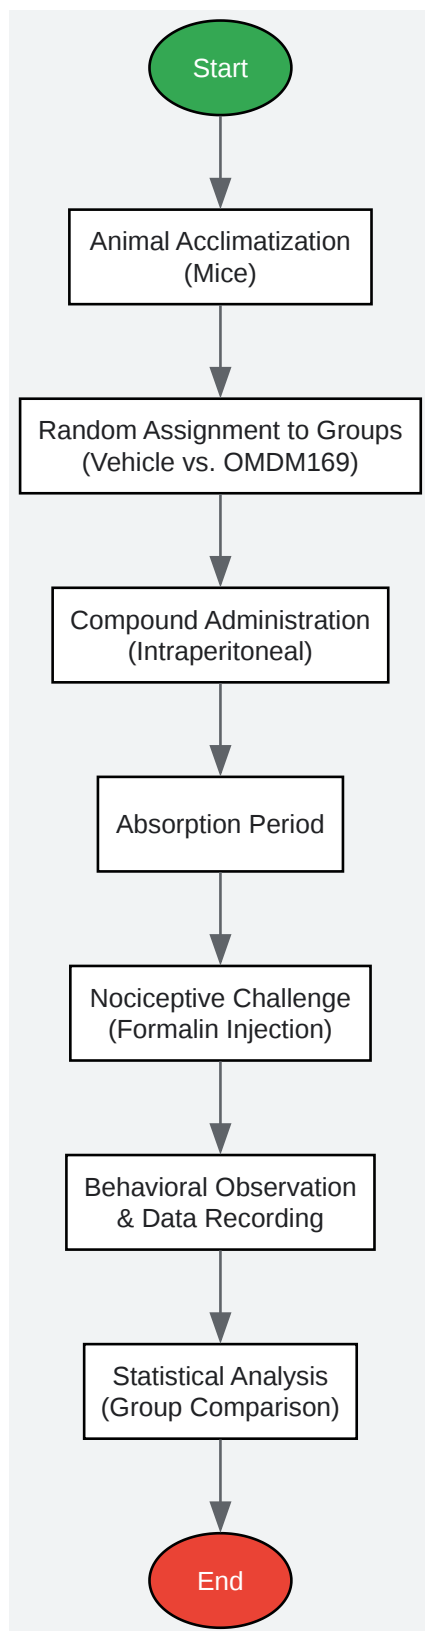 Start
Animal Acclimatization
(Mice)
Random Assignment to Groups
(Vehicle vs. OMDM169)
Compound Administration
(Intraperitoneal)
Absorption Period
Nociceptive Challenge
(Formalin Injection)
Behavioral Observation
& Data Recording
Statistical Analysis
(Group Comparison)
End